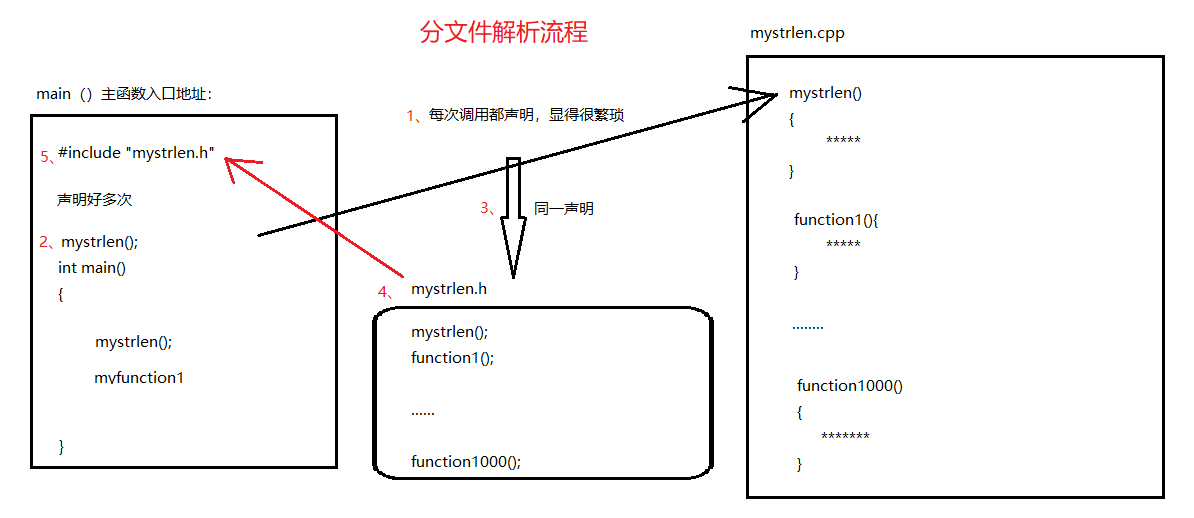 分文件解析流程
main（）主函数入口地址：
5、#include "mystrlen.h"
声明好多次
2、mystrlen();
int main()
{
mystrlen();
myfunction1
}
1、每次调用都声明，显得很繁琐
3、同一声明
4、mystrlen.h
mystrlen();
function1();
......
function1000();
mystrlen.cpp
mystrlen()
{
*****
}
function1(){
*****
}
........
function1000()
{
*******
}